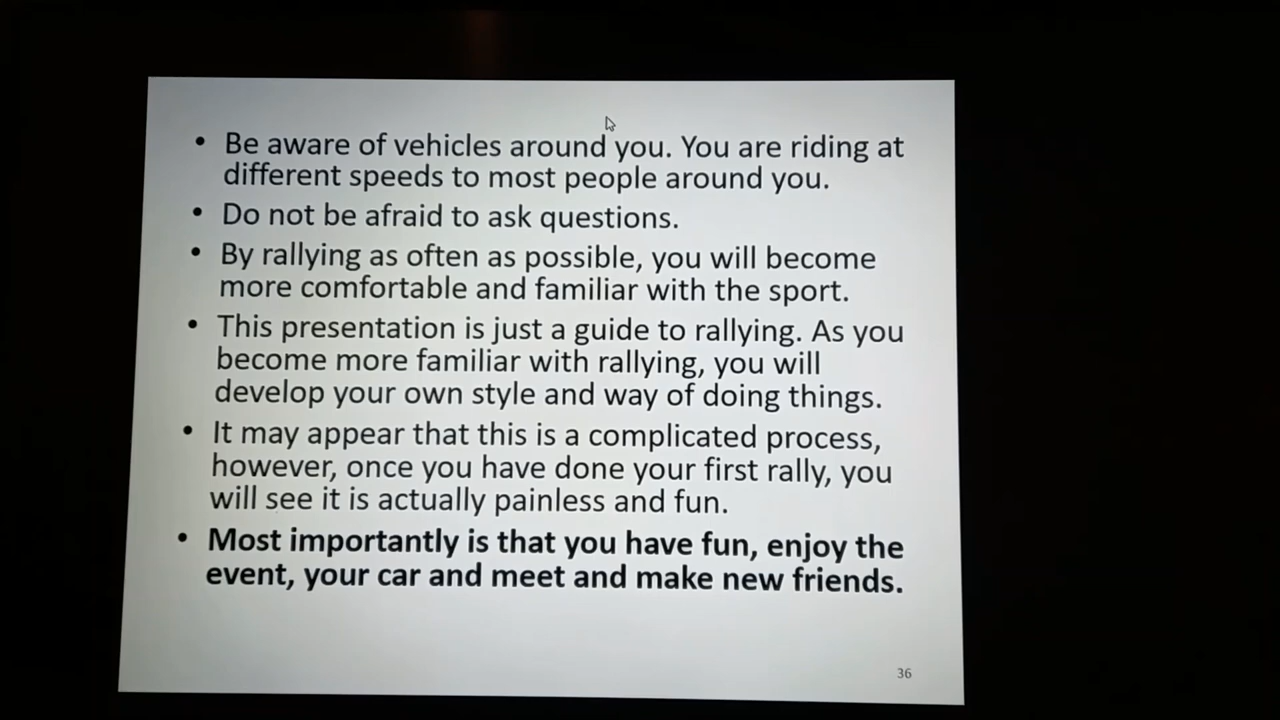 • Be aware of vehicles around you. You are riding at
different speeds to most people around you.
• Do not be afraid to ask questions.
• By rallying as often as possible, you will become
more comfortable and familiar with the sport.
• This presentation is just a guide to rallying. As you
become more familiar with rallying, you will
develop your own style and way of doing things.
• It may appear that this is a complicated process,
however, once you have done your first rally, you
will see it is actually painless and fun.
• Most importantly is that you have fun, enjoy the
event, your car and meet and make new friends.
36